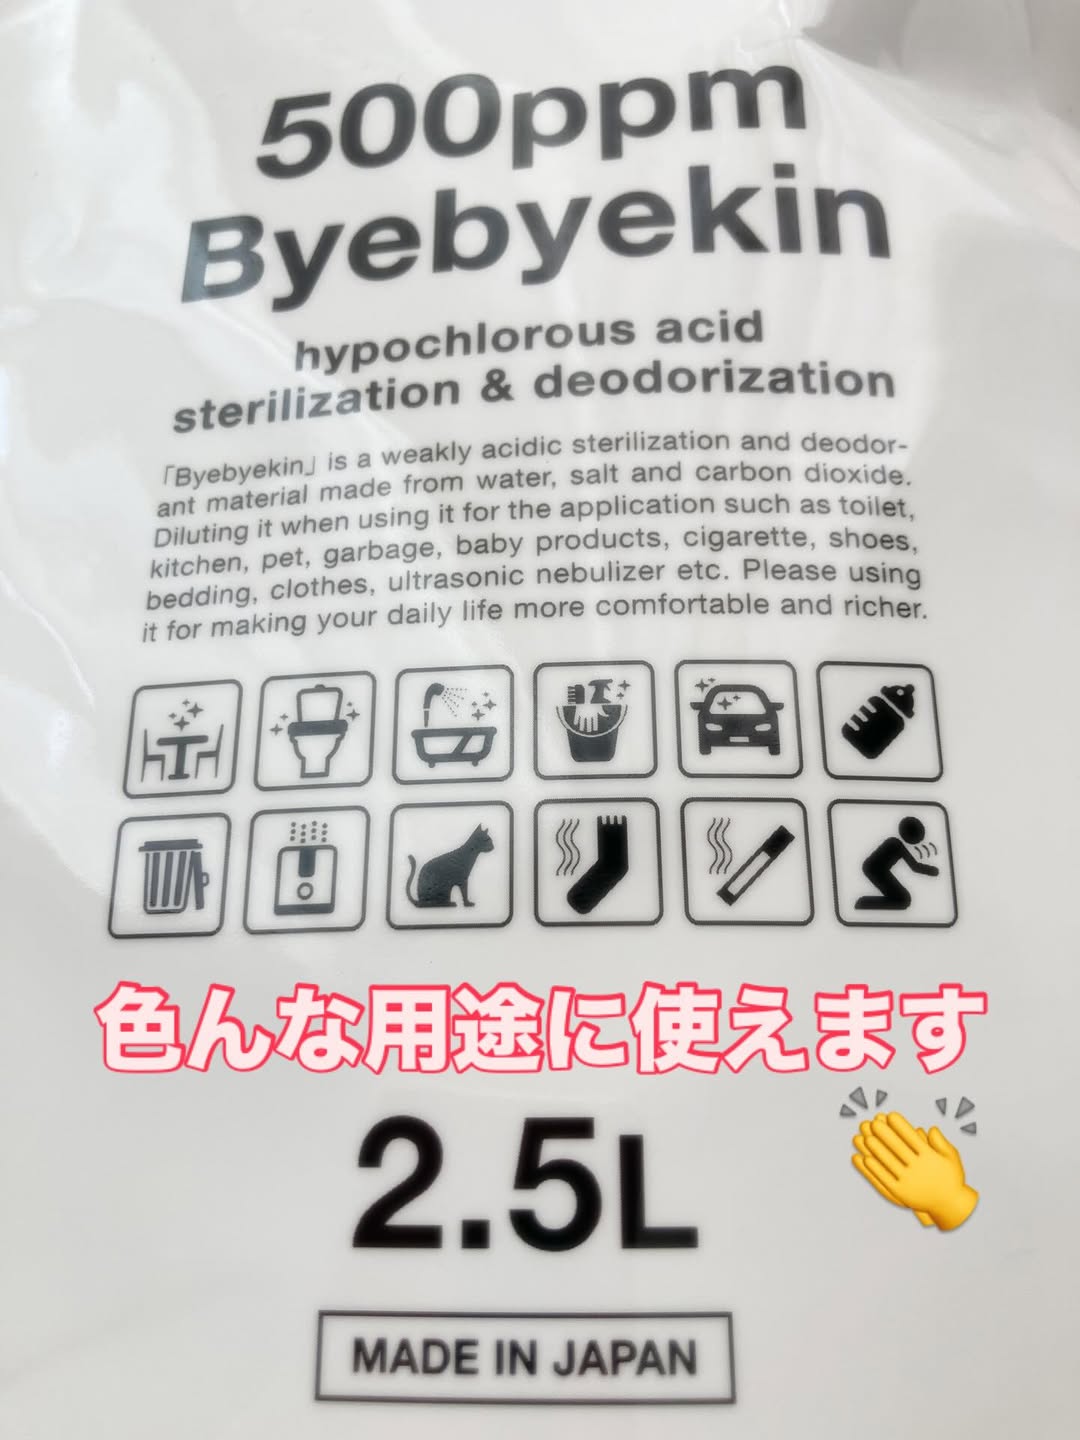 500ppm
Byebyekin
hypochlorous acid
sterilization & deodorization
「Byebyekin」 is a weakly acidic sterilization and deodor-
ant material made from water, salt and carbon dioxide.
Diluting it when using it for the application such as toilet,
kitchen, pet, garbage, baby products, cigarette, shoes,
bedding, clothes, ultrasonic nebulizer etc. Please using
it for making your daily life more comfortable and richer.
色んな用途に使えます
2.5L
MADE IN JAPAN